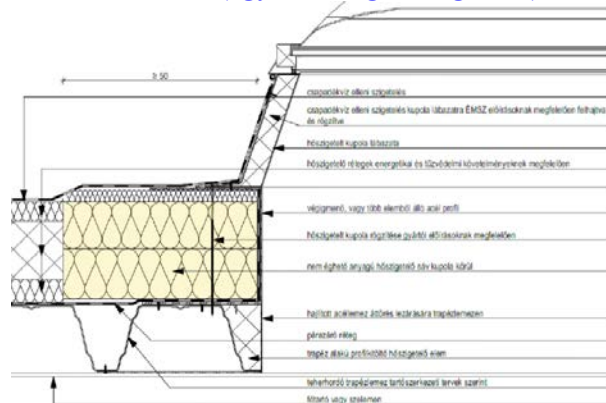 ≥ 50
csapadékvíz elleni szigetelés
csapadékvíz elleni szigetelés kupola lábazatra ÉMSZ előírásoknak megfelelően felhajtva
és rögzítve
hőszigetelt kupola lábazata
hőszigetelő rétegek energetikai és tűzvédelmi követelményeknek megfelelően
végigmenő, vagy több elemből álló acél profil
hőszigetelt kupola rögzítése gyártói előírásoknak megfelelően
nem éghető anyagú hőszigetelő sáv kupola körül
hajlított acéllemez áttörés lezárására trapézlemezen
párazáró réteg
trapéz alakú profilkitöltő hőszigetelő elem
teherhordó trapézlemez tartószerkezeti tervek szerint
főtartó vagy szelemen